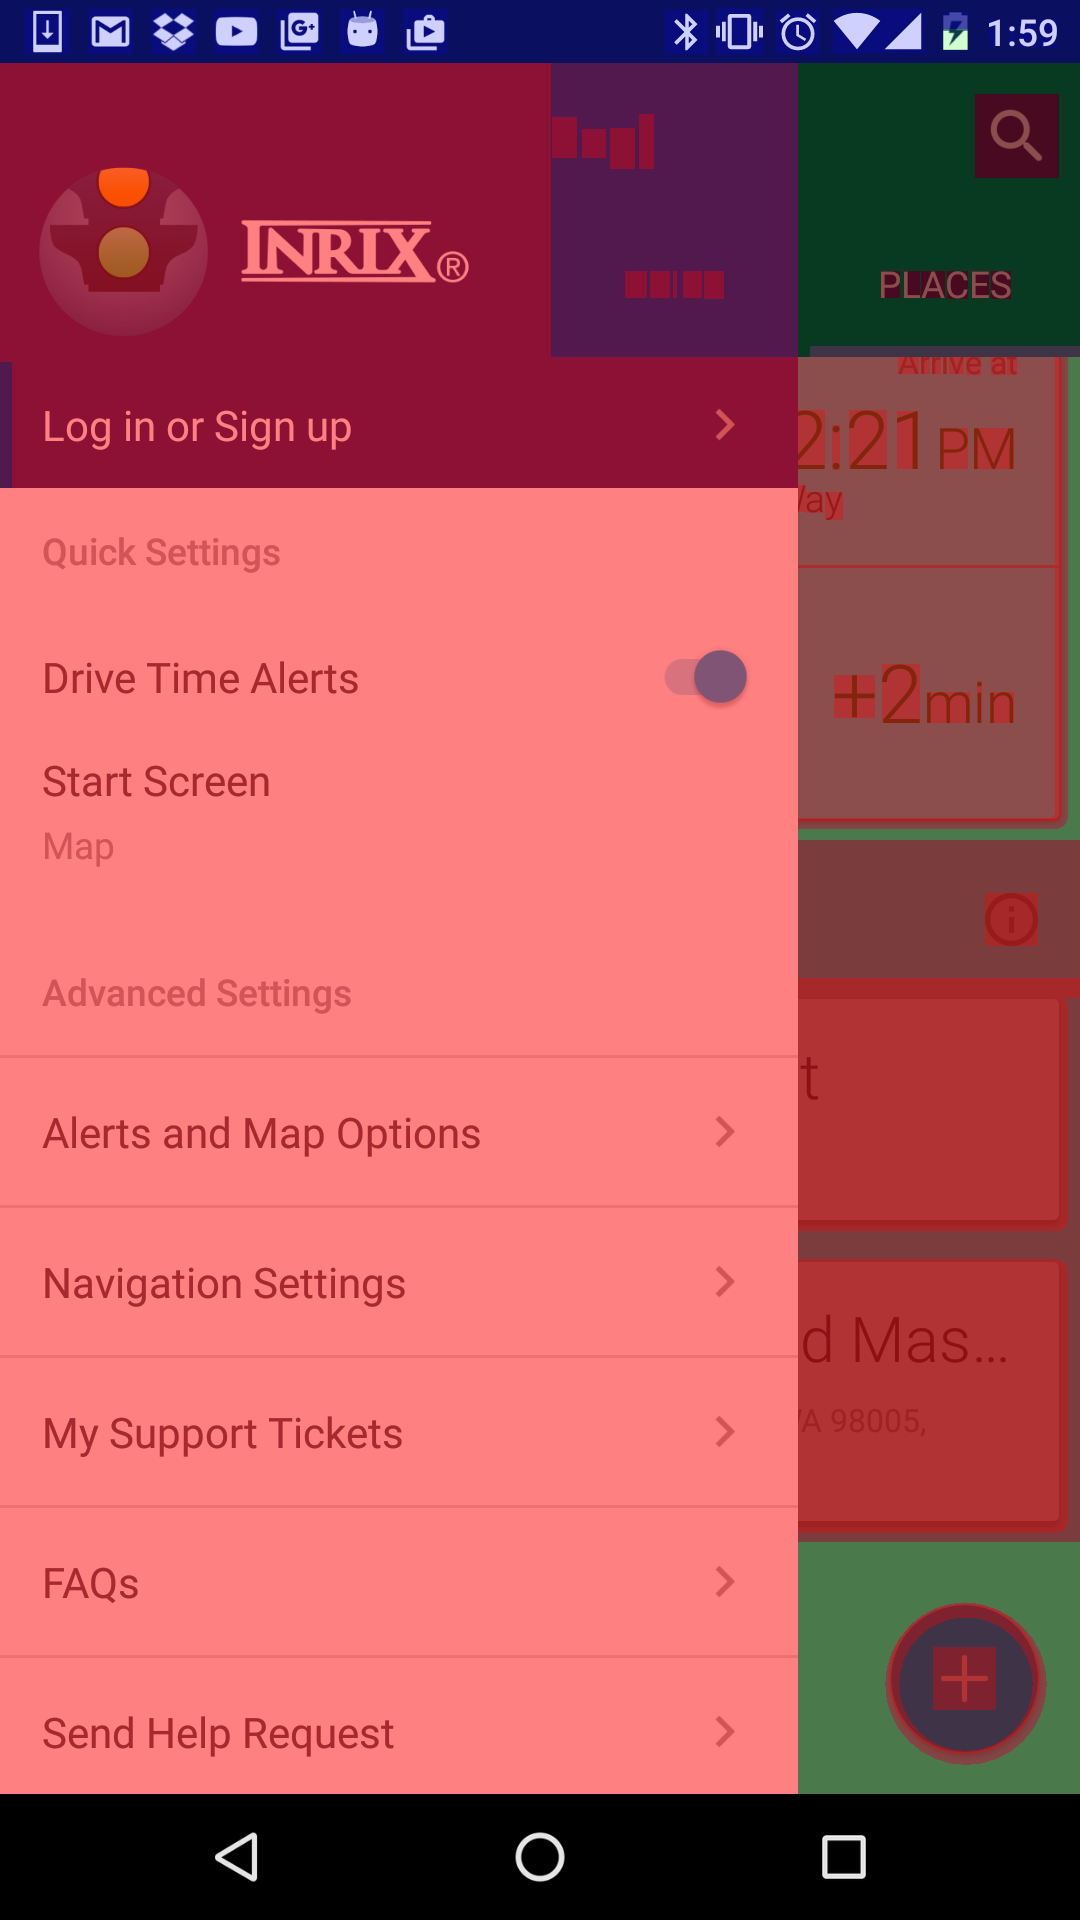 1:59
INRIX®
PLACES
Log in or Sign up
Arrive at
2:21 PM
Way
Quick Settings
Drive Time Alerts
+2min
Start Screen
Map
Advanced Settings
t
Alerts and Map Options
Navigation Settings
d Mas...
My Support Tickets
WA 98005,
FAQs
Send Help Request